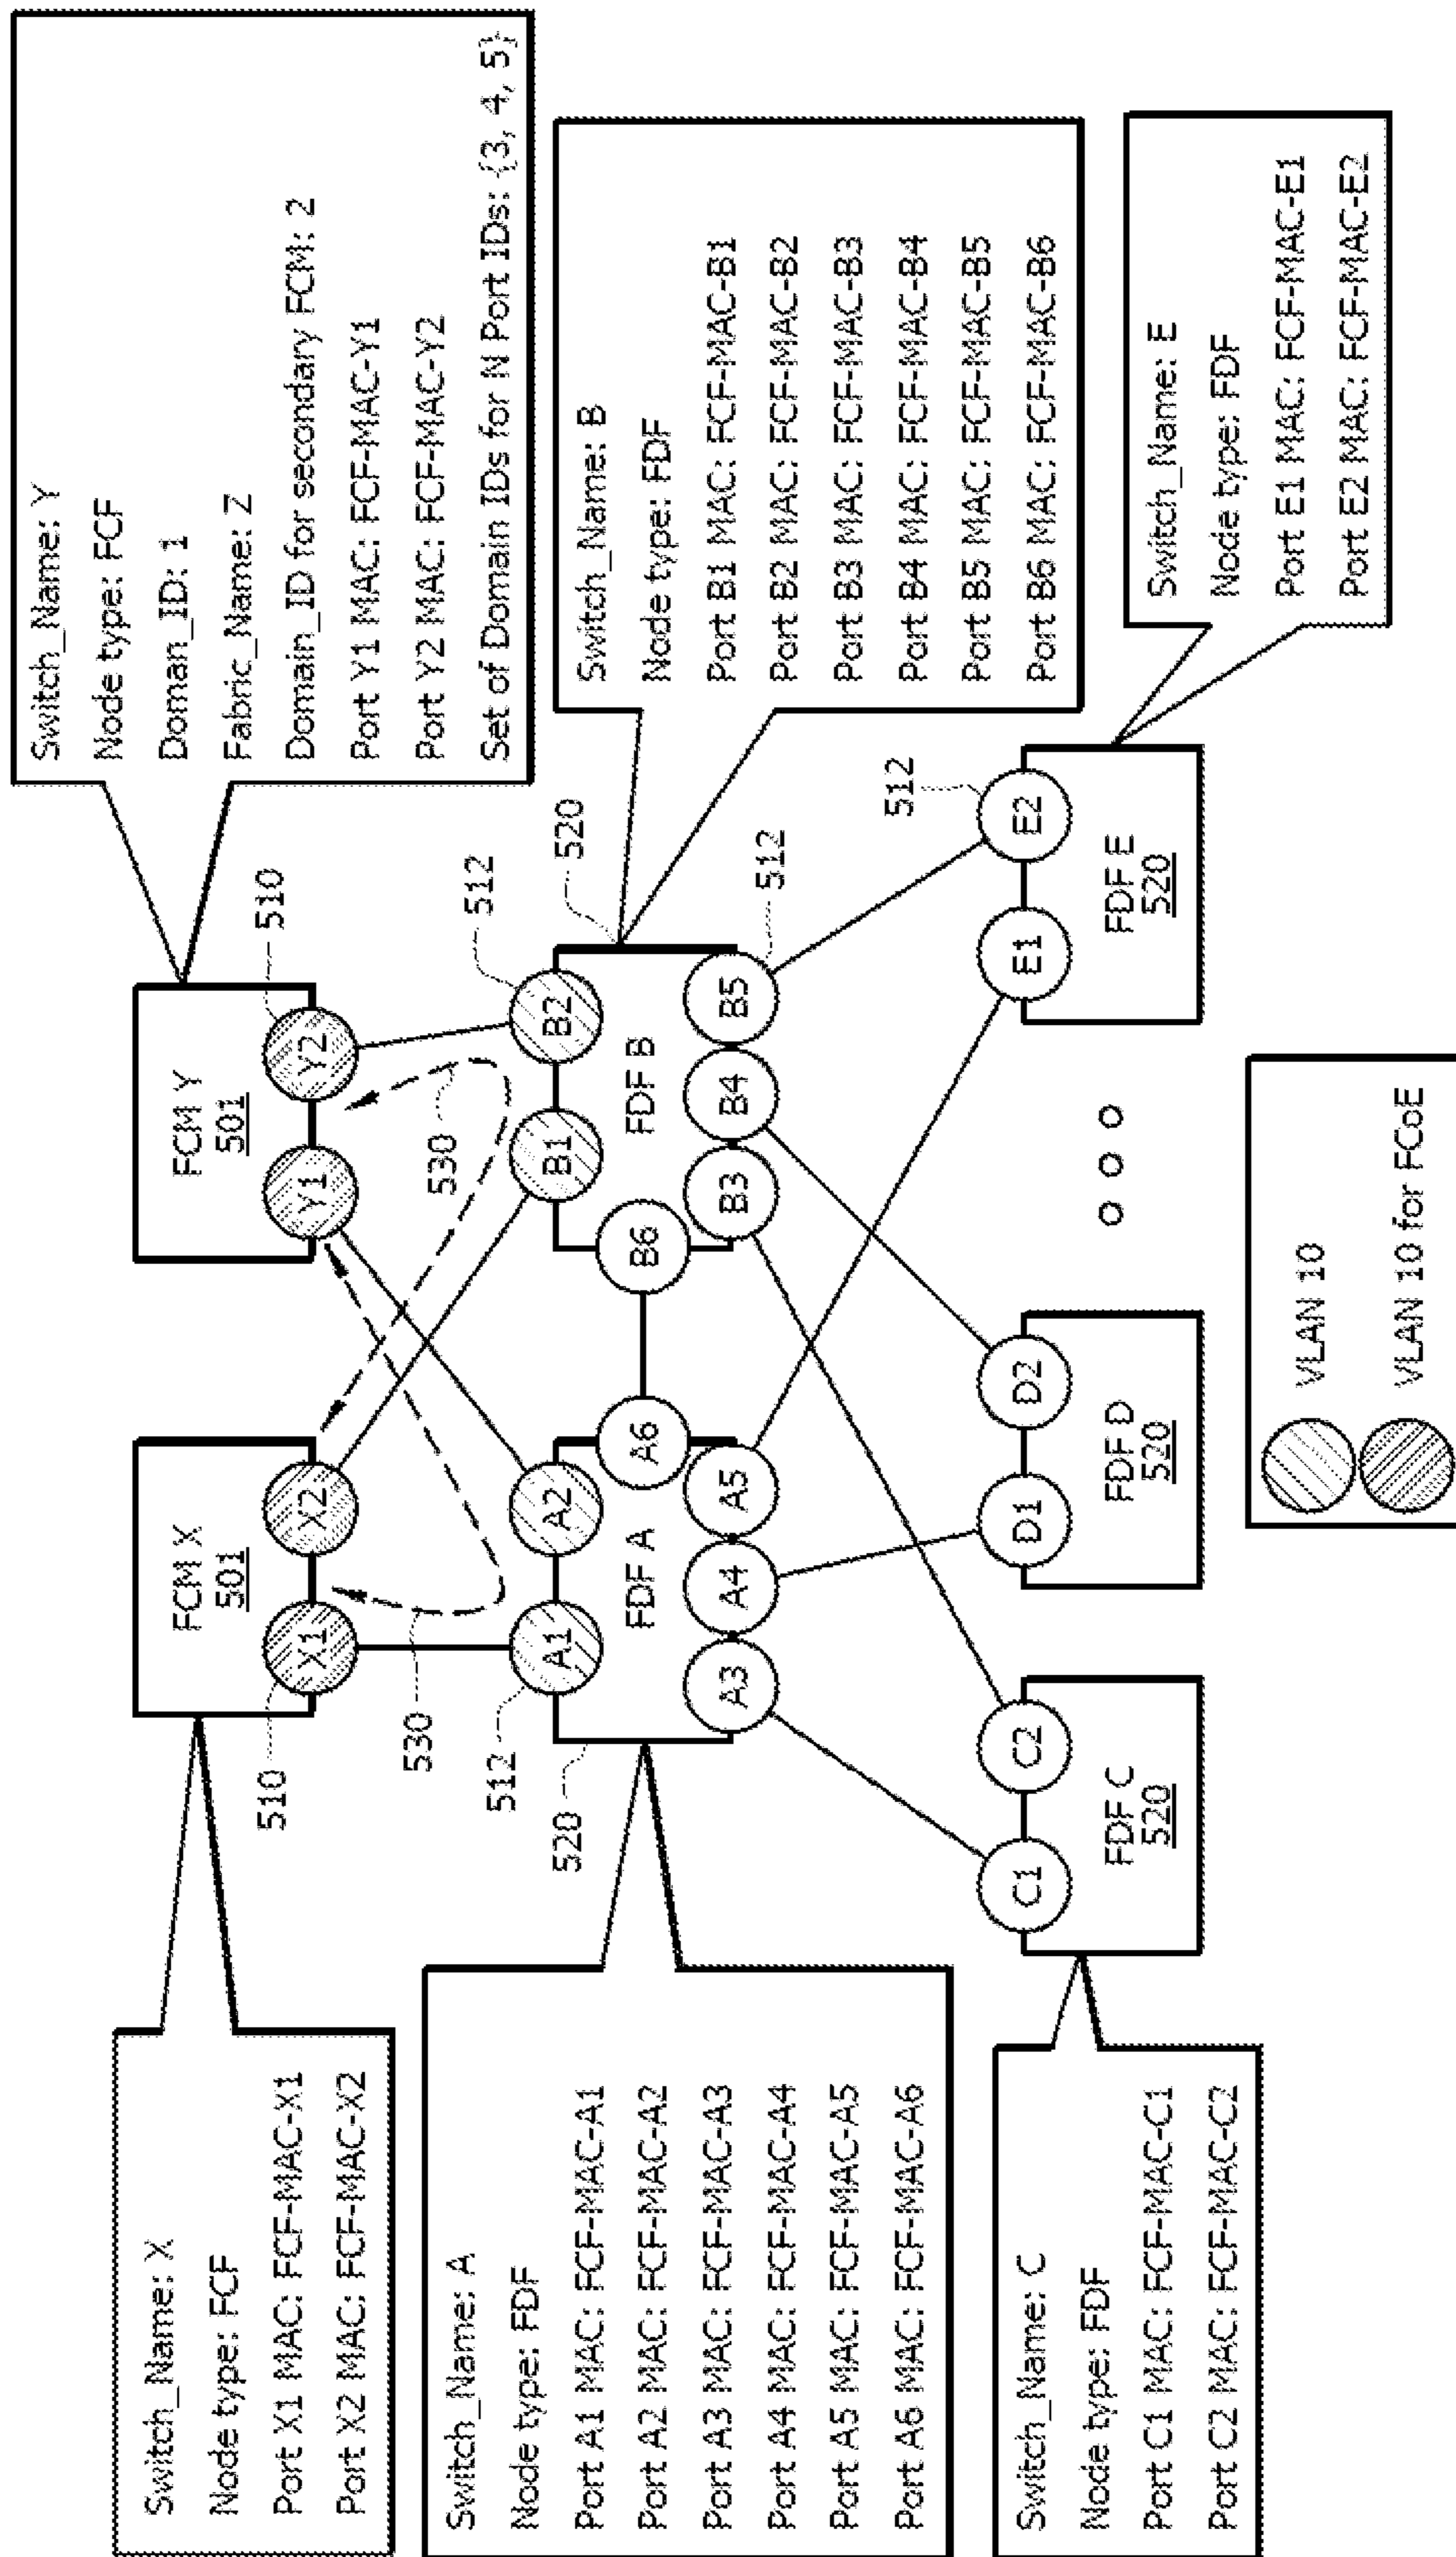 Switch_Name: X
Node type: FCF
Port X1 MAC: FCF-MAC-X1
Port X2 MAC: FCF-MAC-X2
FCM X
501
X1
X2
510
FCM Y
501
Y1
Y2
510
Switch_Name: Y
Node type: FCF
Doman_ID: 1
Fabric_Name: Z
Domain_ID for secondary FCM: 2
Port Y1 MAC: FCF-MAC-Y1
Port Y2 MAC: FCF-MAC-Y2
Set of Domain IDs for N Port IDs: {3, 4, 5}
530
530
512
512
520
520
Switch_Name: A
Node type: FDF
Port A1 MAC: FCF-MAC-A1
Port A2 MAC: FCF-MAC-A2
Port A3 MAC: FCF-MAC-A3
Port A4 MAC: FCF-MAC-A4
Port A5 MAC: FCF-MAC-A5
Port A6 MAC: FCF-MAC-A6
A1
A2
FDF A
A6
A3
A4
A5
B1
B2
FDF B
B6
B3
B4
B5
512
Switch_Name: B
Node type: FDF
Port B1 MAC: FCF-MAC-B1
Port B2 MAC: FCF-MAC-B2
Port B3 MAC: FCF-MAC-B3
Port B4 MAC: FCF-MAC-B4
Port B5 MAC: FCF-MAC-B5
Port B6 MAC: FCF-MAC-B6
Switch_Name: C
Node type: FDF
Port C1 MAC: FCF-MAC-C1
Port C2 MAC: FCF-MAC-C2
C1
C2
FDF C
520
D1
D2
FDF D
520
E1
E2
512
FDF E
520
Switch_Name: E
Node type: FDF
Port E1 MAC: FCF-MAC-E1
Port E2 MAC: FCF-MAC-E2
VLAN 10
VLAN 10 for FCoE